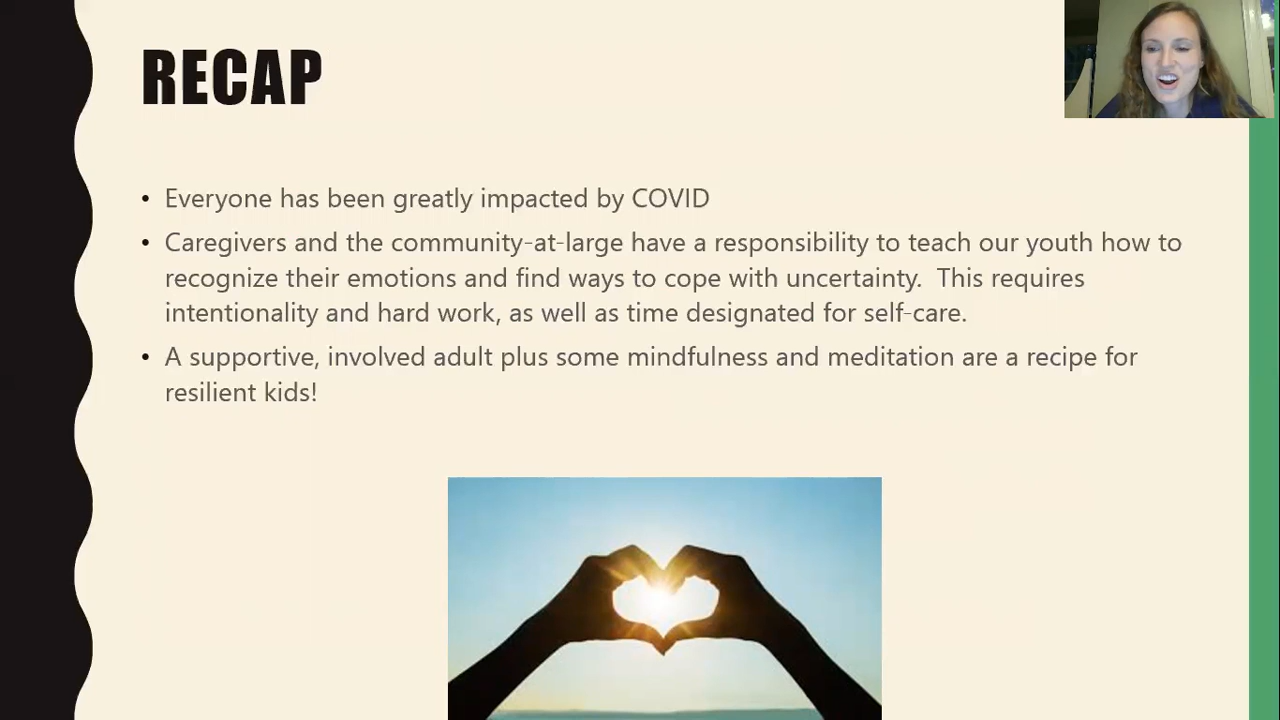 RECAP
• Everyone has been greatly impacted by COVID
• Caregivers and the community-at-large have a responsibility to teach our youth how to
recognize their emotions and find ways to cope with uncertainty.  This requires
intentionality and hard work, as well as time designated for self-care.
• A supportive, involved adult plus some mindfulness and meditation are a recipe for
resilient kids!